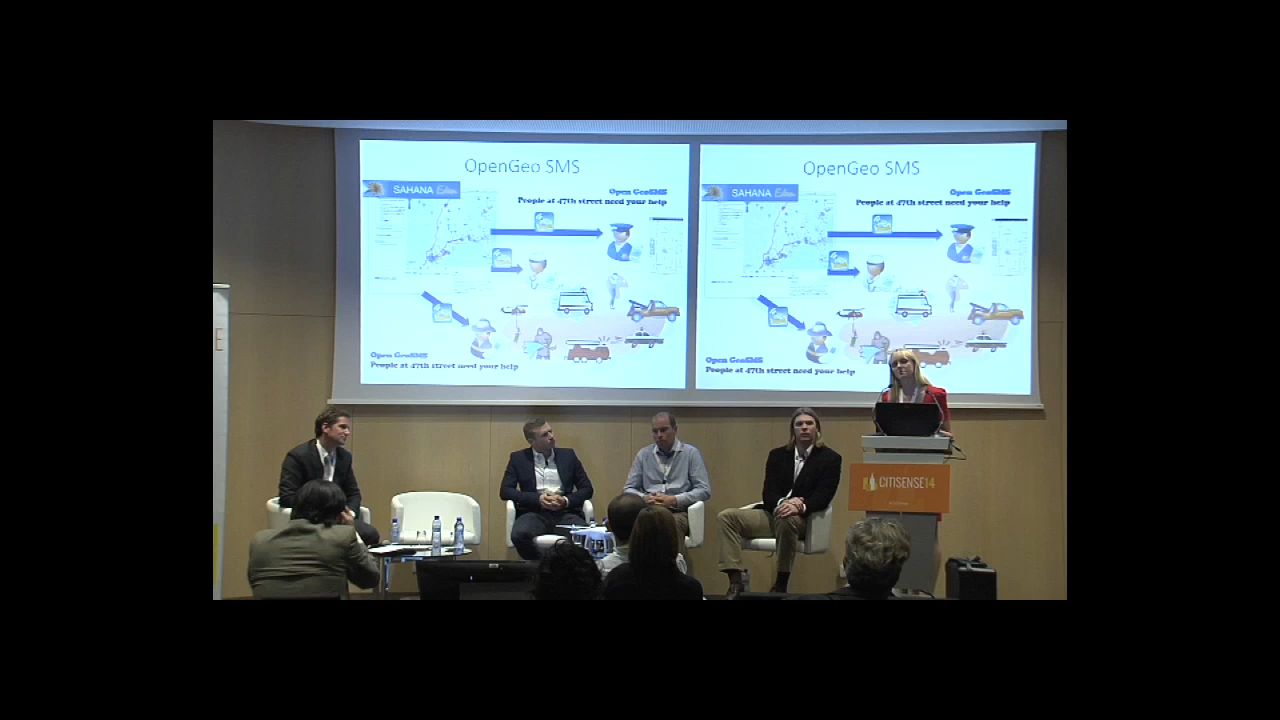 OpenGeo SMS
SAHANA Eden
Open GeoSMS
People at 47th street need your help
Open GeoSMS
People at 47th street need your help
OpenGeo SMS
SAHANA Eden
Open GeoSMS
People at 47th street need your help
Open GeoSMS
People at 47th street need your help
E
CITISENSE14